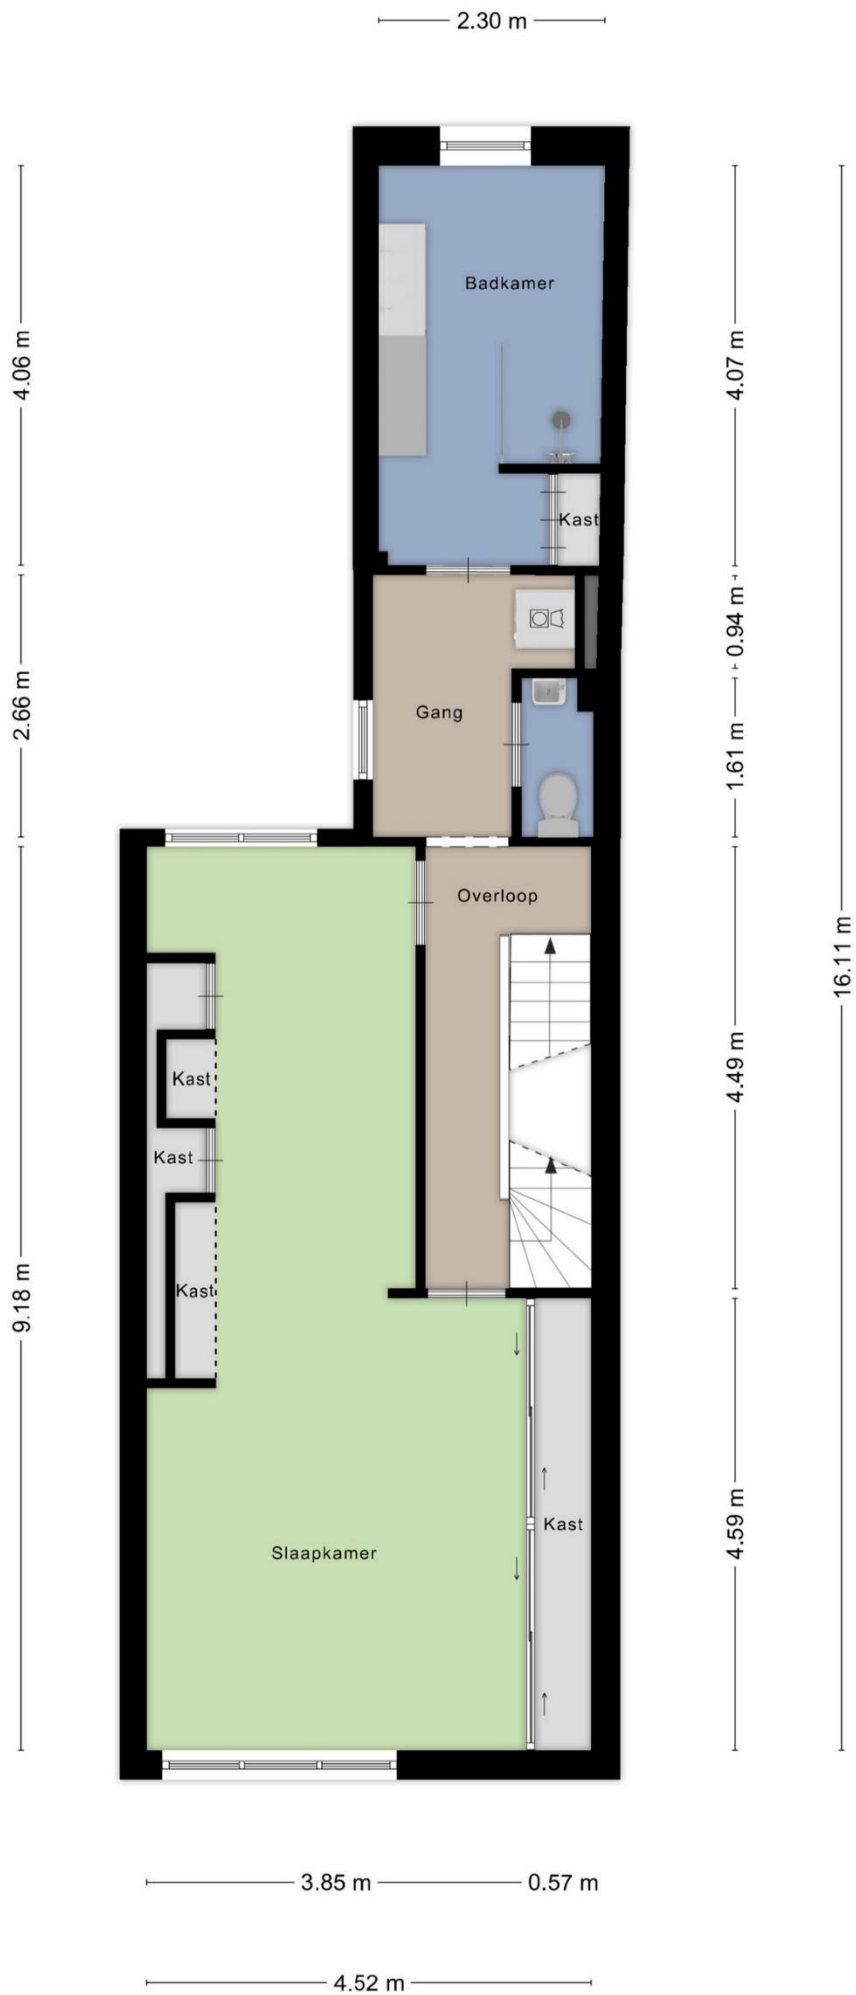 2.30 m
4.06 m
Badkamer
4.07 m
Kast
0.94 m
2.66 m
Gang
1.61 m
Overloop
16.11 m
4.49 m
Kast
Kast
9.18 m
Kast
4.59 m
Kast
Slaapkamer
3.85 m
0.57 m
4.52 m